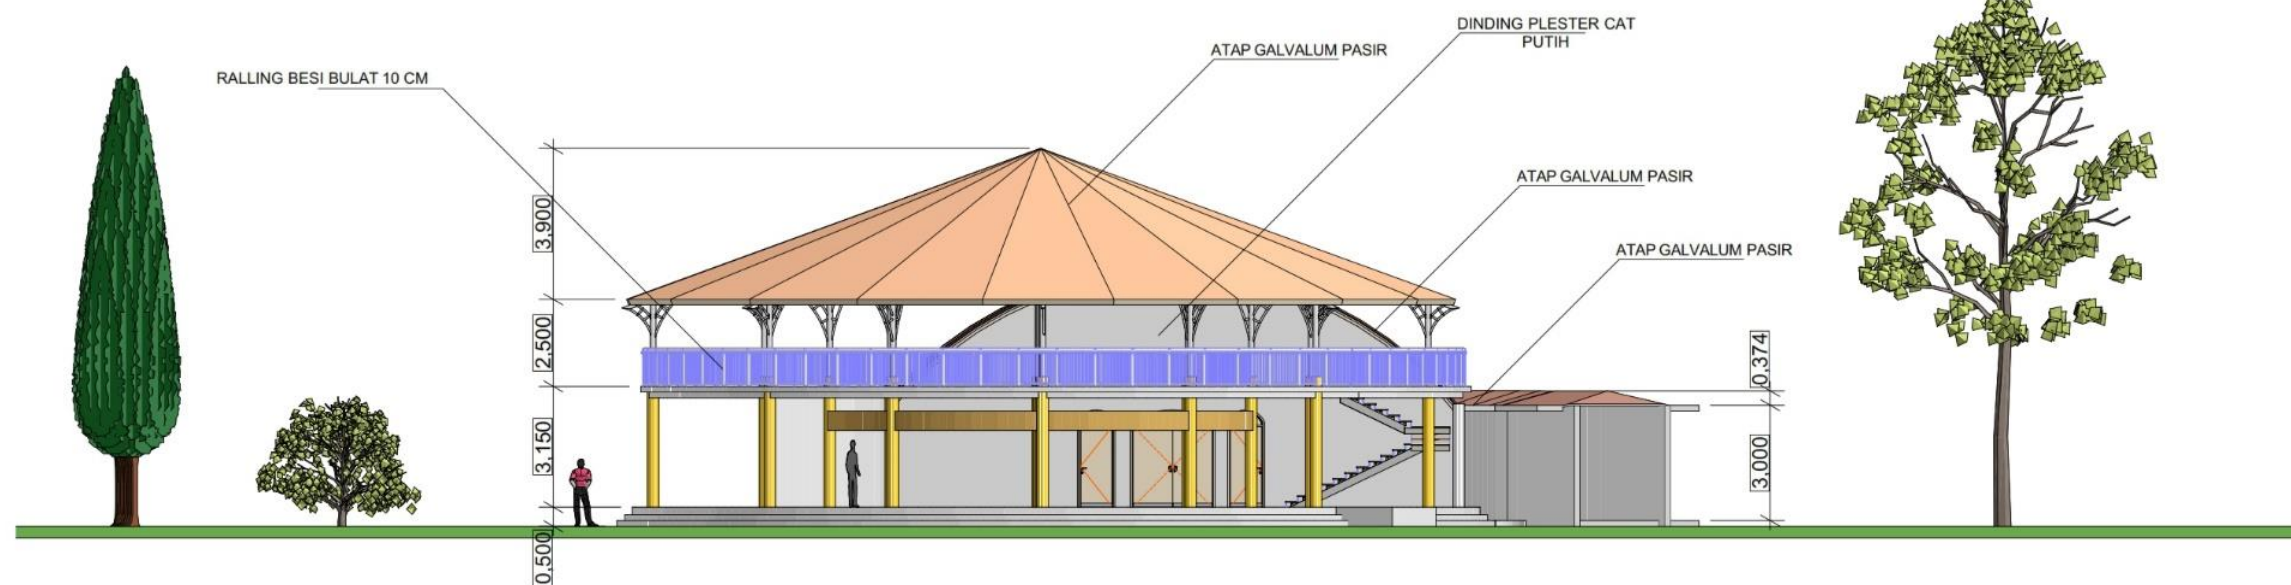 DINDING PLESTER CAT
PUTIH
ATAP GALVALUM PASIR
RALLING BESI BULAT 10 CM
ATAP GALVALUM PASIR
ATAP GALVALUM PASIR
3,900
2,500
0,374
3,150
3,000
0,500